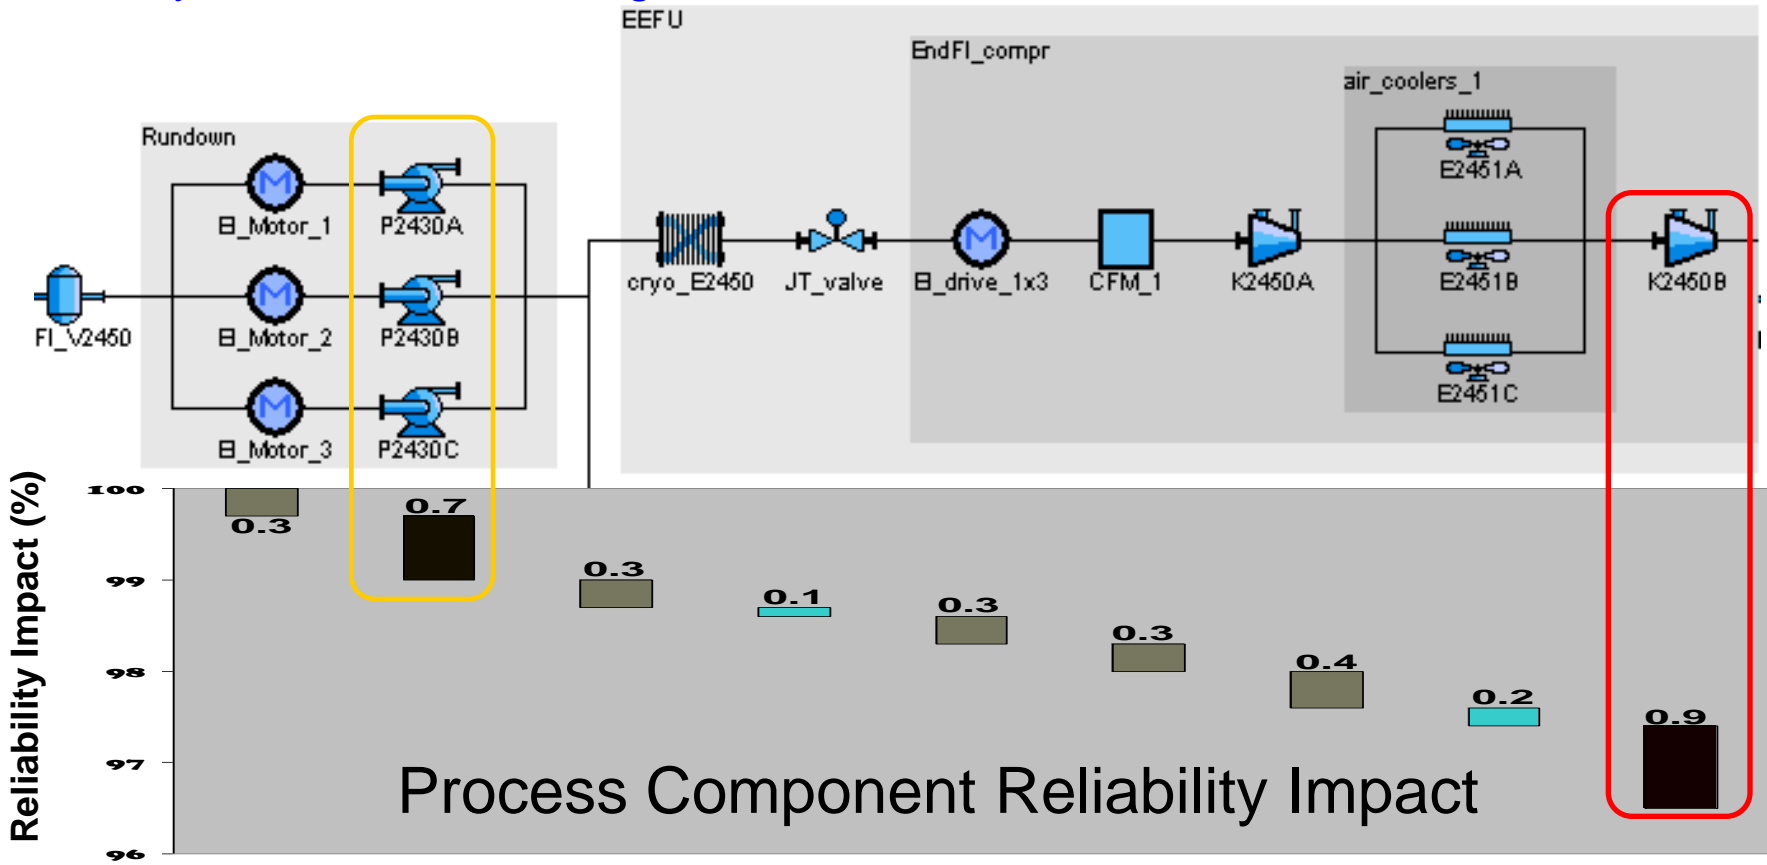 EEFU
EndFl_compr
air_coolers_1
Rundown
E2451A
El_Motor_1
P2430A
cryo_E2450
JT_valve
El_drive_1x3
CFM_1
K2450A
E2451B
K2450B
Fl_V2450
El_Motor_2
P2430B
E2451C
El_Motor_3
P2430C
Reliability Impact (%)
100
99
98
97
96
0.3
0.7
0.3
0.1
0.3
0.3
0.4
0.2
0.9
Process Component Reliability Impact